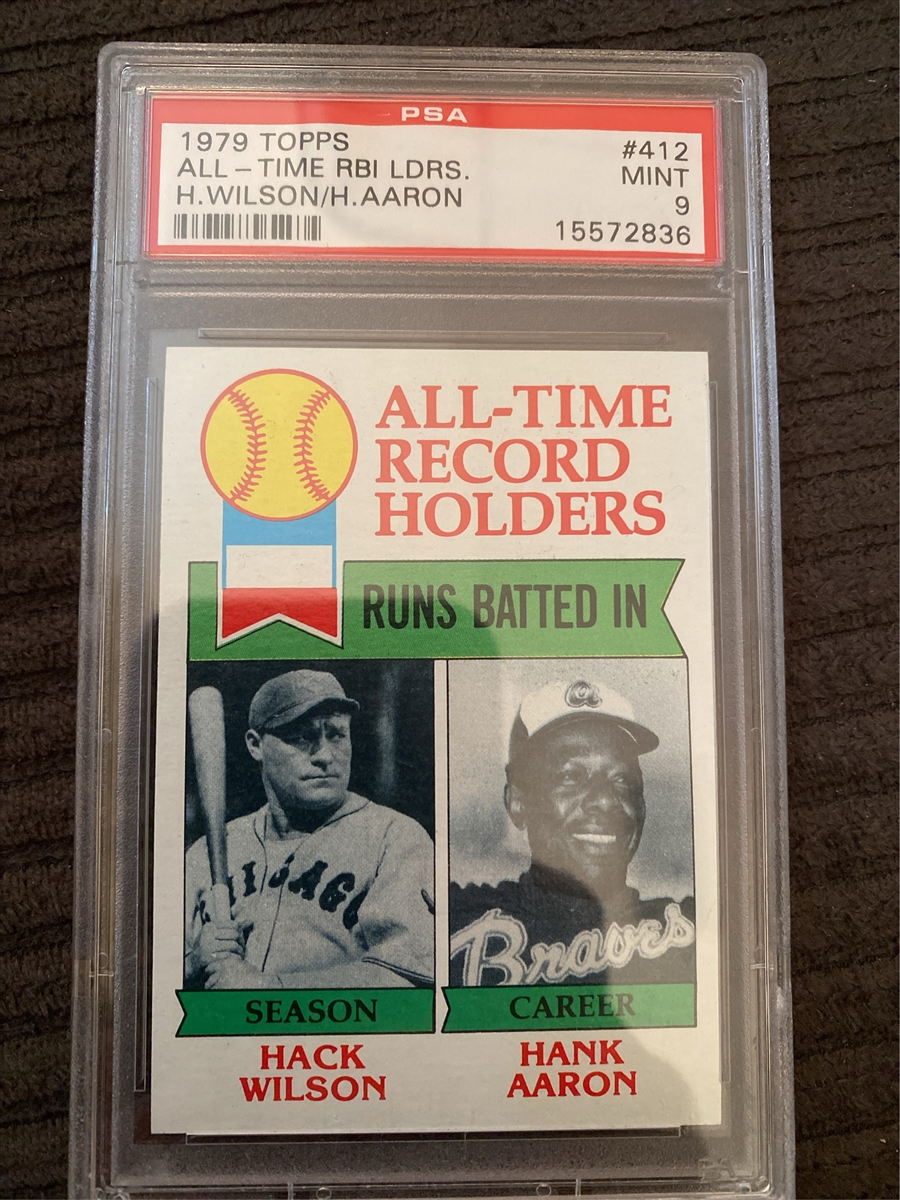 PSA
1979 TOPPS #412
ALL-TIME RBI LDRS. MINT
H.WILSON/H.AARON 9
15572836
ALL-TIME
RECORD
HOLDERS
RUNS BATTED IN
CHICAGO
a
Braves
SEASON
CAREER
HACK
WILSON
HANK
AARON